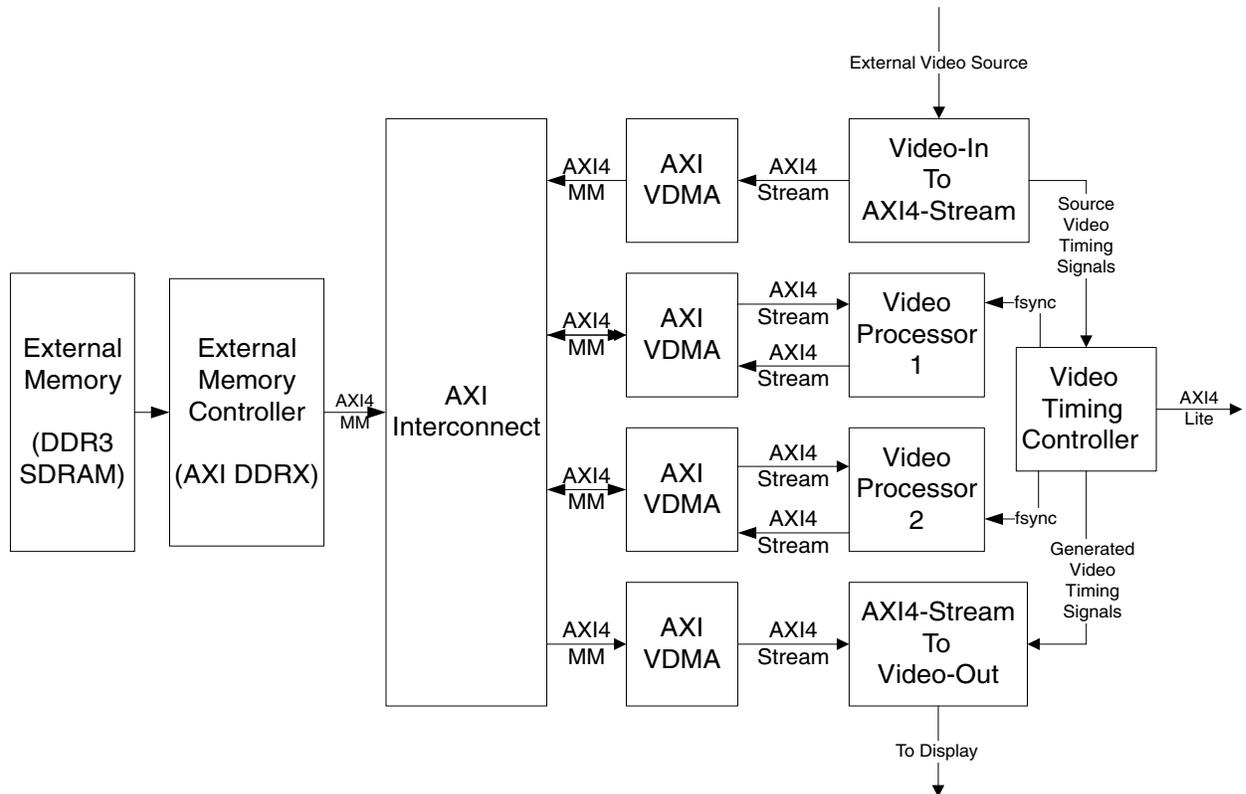 External Video Source
Video-In
To
AXI4-Stream
AXI4
Stream
AXI
VDMA
AXI4
MM
Source
Video
Timing
Signals
External
Memory
(DDR3
SDRAM)
External
Memory
Controller
(AXI DDRX)
AXI4
MM
AXI
Interconnect
AXI4
MM
AXI
VDMA
AXI4
Stream
AXI4
Stream
Video
Processor
1
fsync
Video
Timing
Controller
AXI4
Lite
AXI4
MM
AXI
VDMA
AXI4
Stream
AXI4
Stream
Video
Processor
2
fsync
Generated
Video
Timing
Signals
AXI4
MM
AXI
VDMA
AXI4
Stream
AXI4-Stream
To
Video-Out
To Display